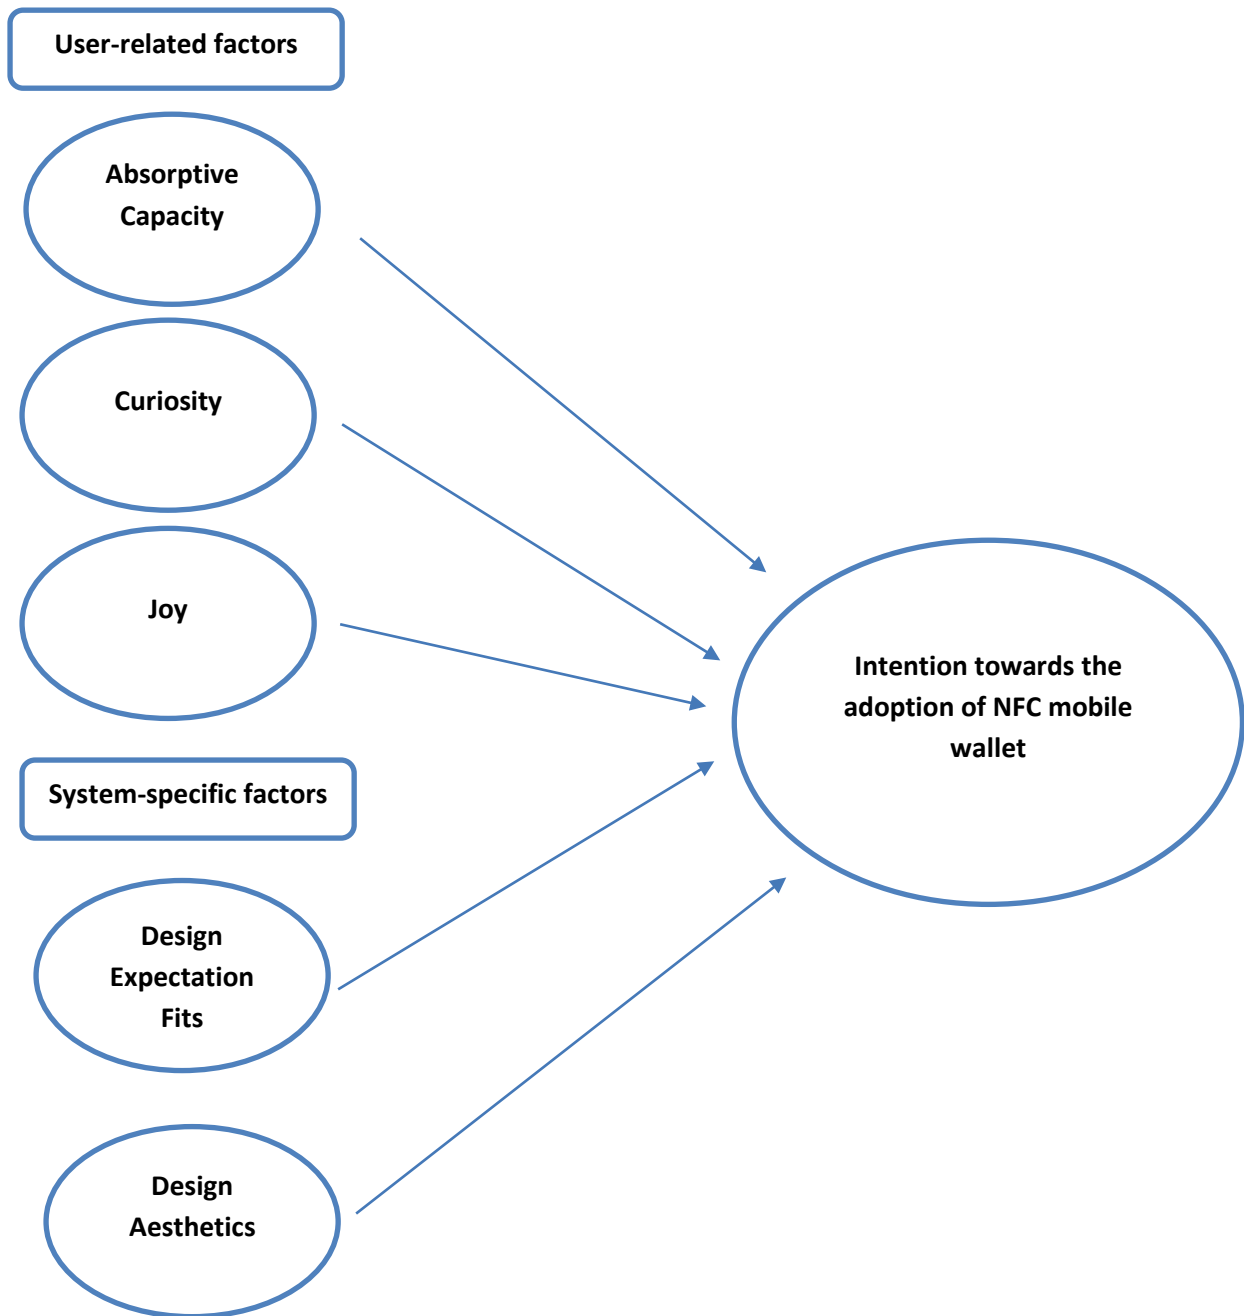 User-related factors
Absorptive
Capacity
Curiosity
Joy
Intention towards the
adoption of NFC mobile
wallet
System-specific factors
Design
Expectation
Fits
Design
Aesthetics